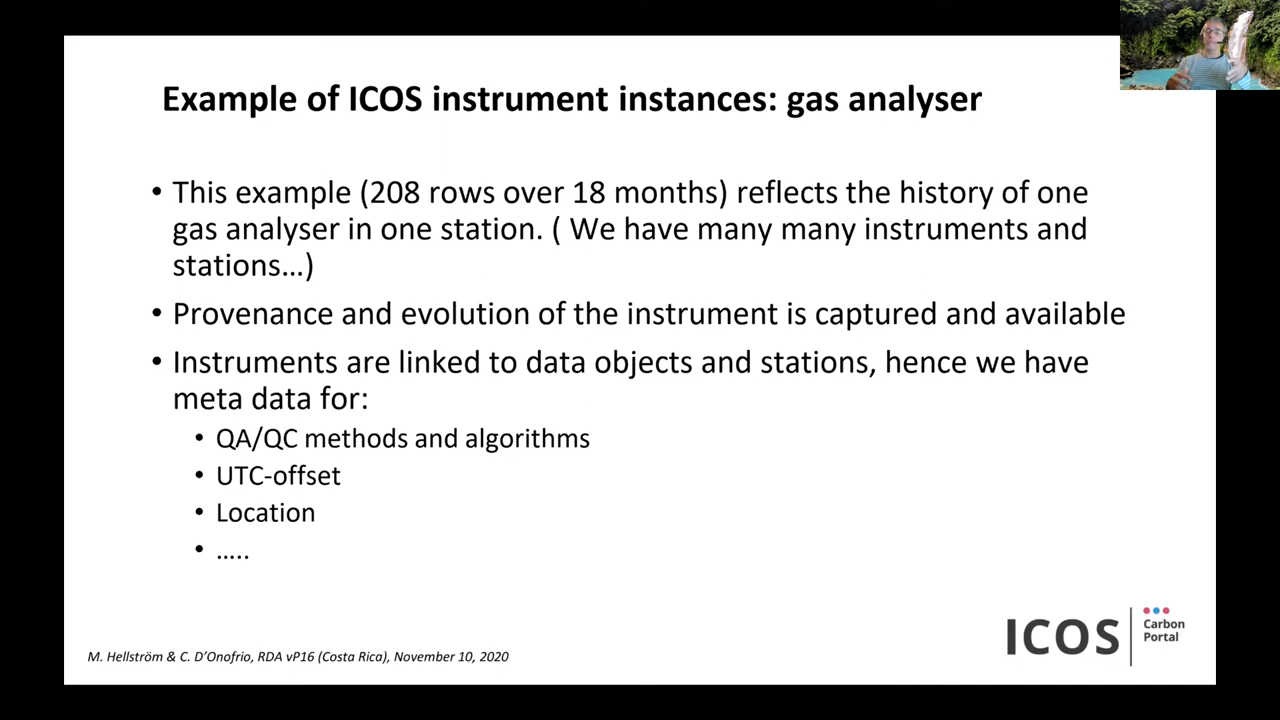 Example of ICOS instrument instances: gas analyser
• This example (208 rows over 18 months) reflects the history of one
gas analyser in one station. ( We have many many instruments and
stations…)
• Provenance and evolution of the instrument is captured and available
• Instruments are linked to data objects and stations, hence we have
meta data for:
• QA/QC methods and algorithms
• UTC-offset
• Location
• …..
M. Hellström & C. D'Onofrio, RDA vP16 (Costa Rica), November 10, 2020
ICOS
Carbon
Portal